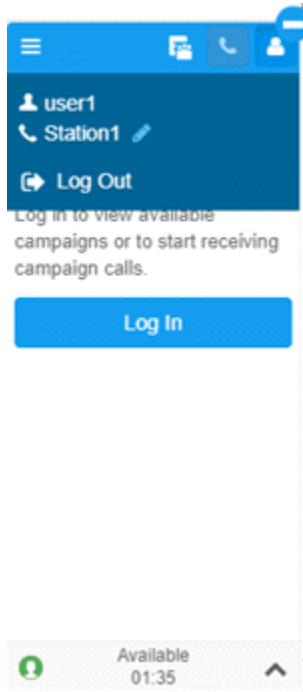 user1
Station1
Log Out
Log in to view available
campaigns or to start receiving
campaign calls.
Log In
Available
01:35